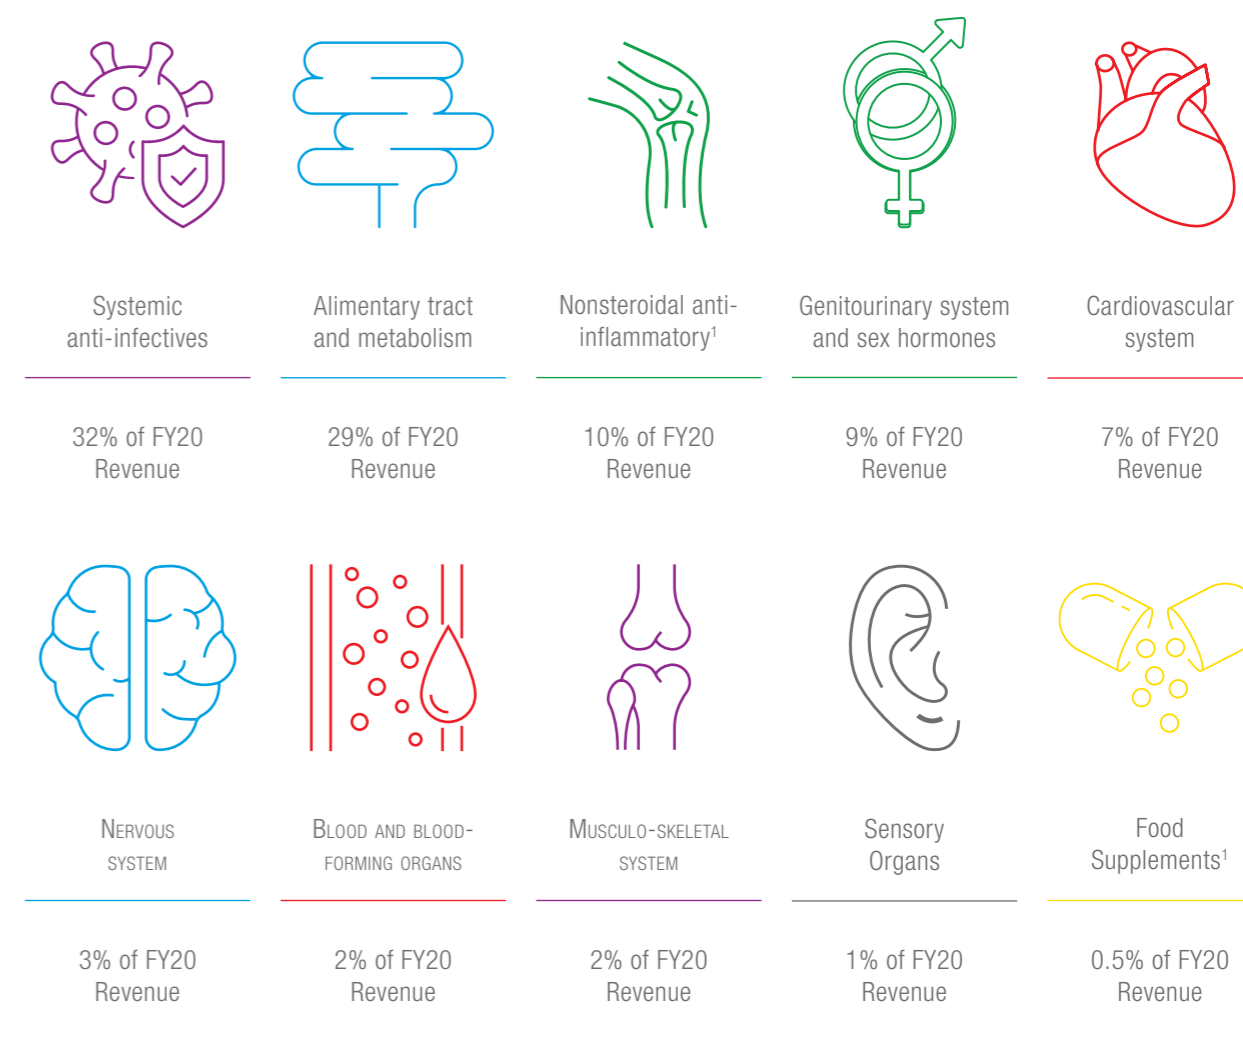 Systemic
anti-infectives
32% of FY20
Revenue
Alimentary tract
and metabolism
29% of FY20
Revenue
Nonsteroidal anti-
inflammatory¹
10% of FY20
Revenue
Genitourinary system
and sex hormones
9% of FY20
Revenue
Cardiovascular
system
7% of FY20
Revenue
Nervous
system
3% of FY20
Revenue
Blood and blood-
forming organs
2% of FY20
Revenue
Musculo-skeletal
system
2% of FY20
Revenue
Sensory
Organs
1% of FY20
Revenue
Food
Supplements¹
0.5% of FY20
Revenue